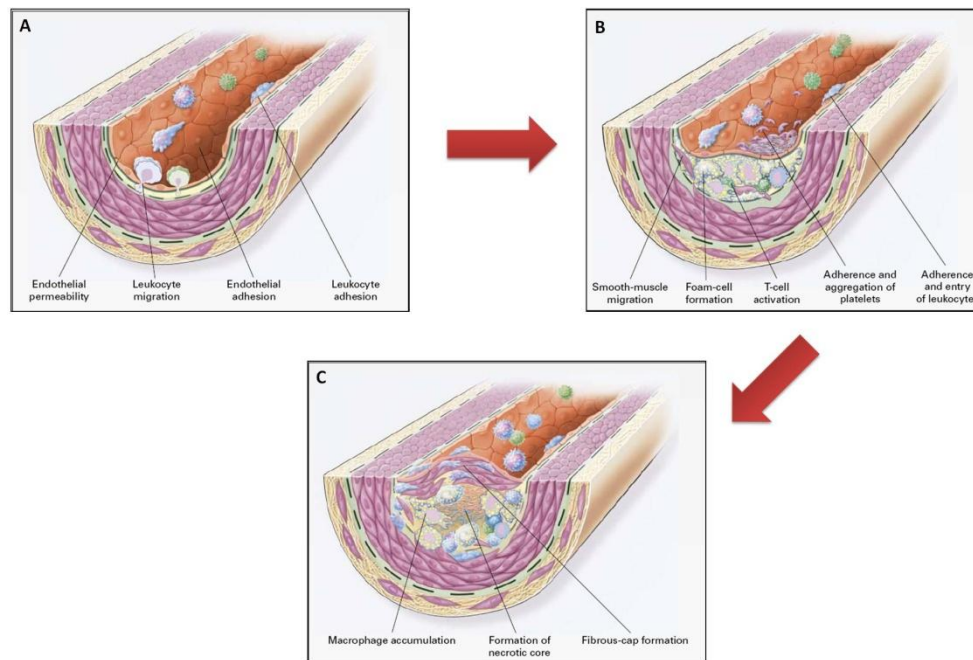 A
Endothelial
permeability
Leukocyte
migration
Endothelial
adhesion
Leukocyte
adhesion
B
Smooth-muscle
migration
Foam-cell
formation
T-cell
activation
Adherence and
aggregation of
platelets
Adherence
and entry
of leukocyte
C
Macrophage accumulation
Formation of
necrotic core
Fibrous-cap formation